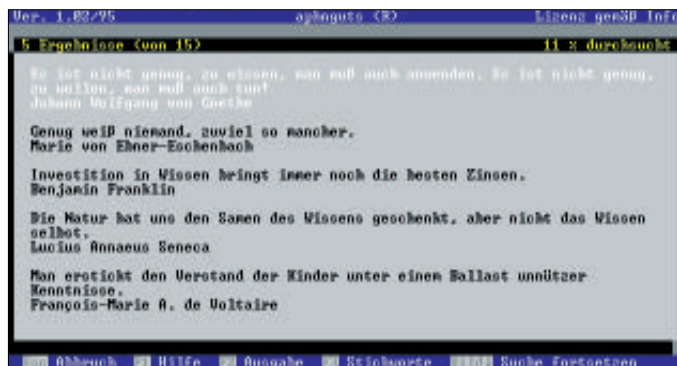 Ver. 1.02/95 aphnguto (R) Lizenz gemäß Info
5 Ergebnisse (von 15) 11 % durchsucht
Es ist nicht genug, zu wissen, man muß auch anwenden. Es ist nicht genug,
zu wollen, man muß auch tun!
Johann Wolfgang von Goethe
Genug weiß niemand, zuviel so mancher.
Marie von Ebner-Eschenbach
Investition in Wissen bringt immer noch die besten Zinsen.
Benjamin Franklin
Die Natur hat uns den Samen des Wissens geschenkt, aber nicht das Wissen
selbst.
Lucius Annaeus Seneca
Man erstickt den Verstand der Kinder unter einem Ballast unnützer
Kenntnisse.
François-Marie A. de Voltaire
Abbruch Hilfe Ausgabe Stichworte Suche fortsetzen